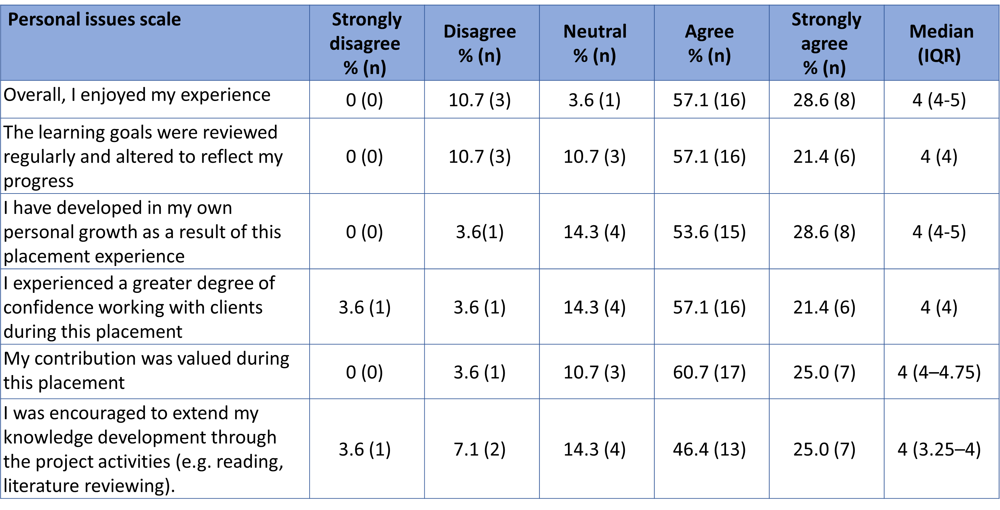 Personal issues scale
Strongly
disagree
% (n)
Disagree
% (n)
Neutral
% (n)
Agree
% (n)
Strongly
agree
% (n)
Median
(IQR)
Overall, I enjoyed my experience
0 (0)
10.7 (3)
3.6 (1)
57.1 (16)
28.6 (8)
4 (4-5)
The learning goals were reviewed
regularly and altered to reflect my
progress
0 (0)
10.7 (3)
10.7 (3)
57.1 (16)
21.4 (6)
4 (4)
I have developed in my own
personal growth as a result of this
placement experience
0 (0)
3.6(1)
14.3 (4)
53.6 (15)
28.6 (8)
4 (4-5)
I experienced a greater degree of
confidence working with clients
during this placement
3.6 (1)
3.6 (1)
14.3 (4)
57.1 (16)
21.4 (6)
4 (4)
My contribution was valued during
this placement
0 (0)
3.6 (1)
10.7 (3)
60.7 (17)
25.0 (7)
4 (4–4.75)
I was encouraged to extend my
knowledge development through
the project activities (e.g. reading,
literature reviewing).
3.6 (1)
7.1 (2)
14.3 (4)
46.4 (13)
25.0 (7)
4 (3.25–4)